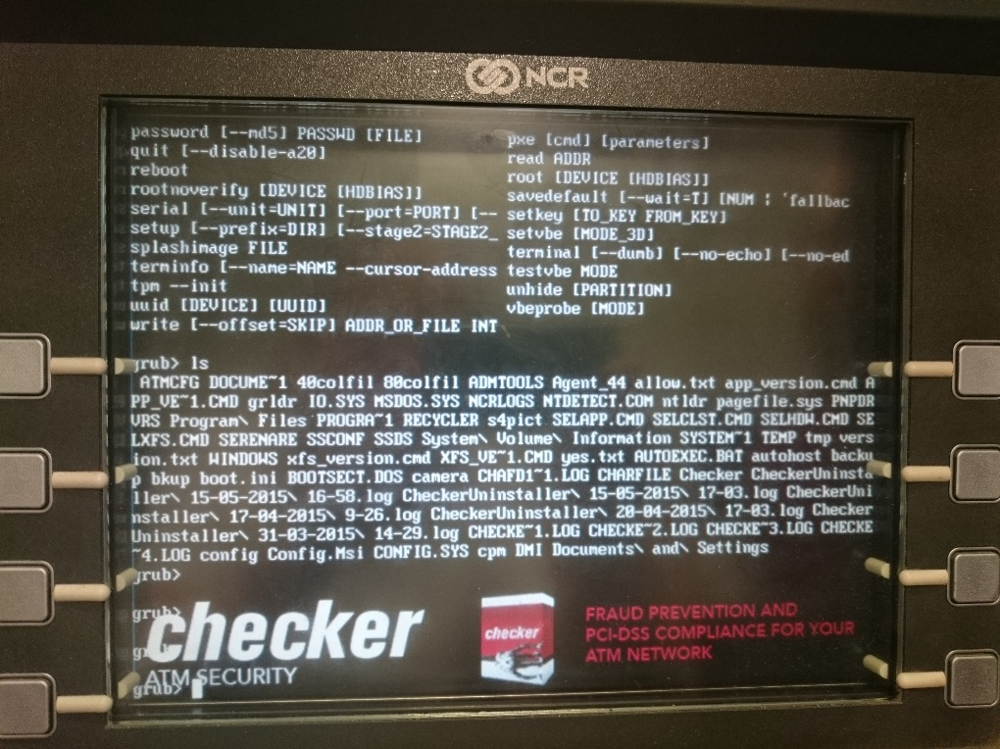 NCR
password [--md5] PASSWD [FILE]
pxe [cmd] [parameters]
quit [--disable-a20]
read ADDR
reboot
root [DEVICE [HDBIAS]]
rootnoverify [DEVICE [HDBIAS]]
savedefault [--wait=T] [NUM ¦ 'fallbac
serial [--unit=UNIT] [--port=PORT] [--
setkey [TO_KEY FROM_KEY]
setup [--prefix=DIR] [--stage2=STAGE2_
setvbe [MODE_3D]
splashimage FILE
terminal [--dumb] [--no-echo] [--no-ed
terminfo [--name=NAME --cursor-address
testvbe MODE
tpm --init
unhide [PARTITION]
uuid [DEVICE] [UUID]
vbeprobe [MODE]
write [--offset=SKIP] ADDR_OR_FILE INT
grub> ls
ATMCFG DOCUME~1 40colfil 80colfil ADMTOOLS Agent_44 allow.txt app_version.cmd A
PP_VE~1.CMD grldr IO.SYS MSDOS.SYS NCRLOGS NTDETECT.COM ntldr pagefile.sys PNPDR
VRS Program\ Files PROGRA~1 RECYCLER s4pict SELAPP.CMD SELCLST.CMD SELHDW.CMD SE
LXFS.CMD SERENARE SSCONF SSDS System\ Volume\ Information SYSTEM~1 TEMP tmp vers
ion.txt WINDOWS xfs_version.cmd XFS_VE~1.CMD yes.txt AUTOEXEC.BAT autohost backu
p bkup boot.ini BOOTSECT.DOS camera CHAFD1~1.LOG CHARFILE Checker CheckerUninsta
ller\ 15-05-2015\ 16-58.log CheckerUninstaller\ 15-05-2015\ 17-03.log CheckerUni
nstaller\ 17-04-2015\ 9-26.log CheckerUninstaller\ 20-04-2015\ 17-03.log Checker
Uninstaller\ 31-03-2015\ 14-29.log CHECKE~1.LOG CHECKE~2.LOG CHECKE~3.LOG CHECKE
~4.LOG config Config.Msi CONFIG.SYS cpm DMI Documents\ and\ Settings
grub>
grub>
checker
ATM SECURITY
checker
FRAUD PREVENTION AND
PCI-DSS COMPLIANCE FOR YOUR
ATM NETWORK
grub>
grub>